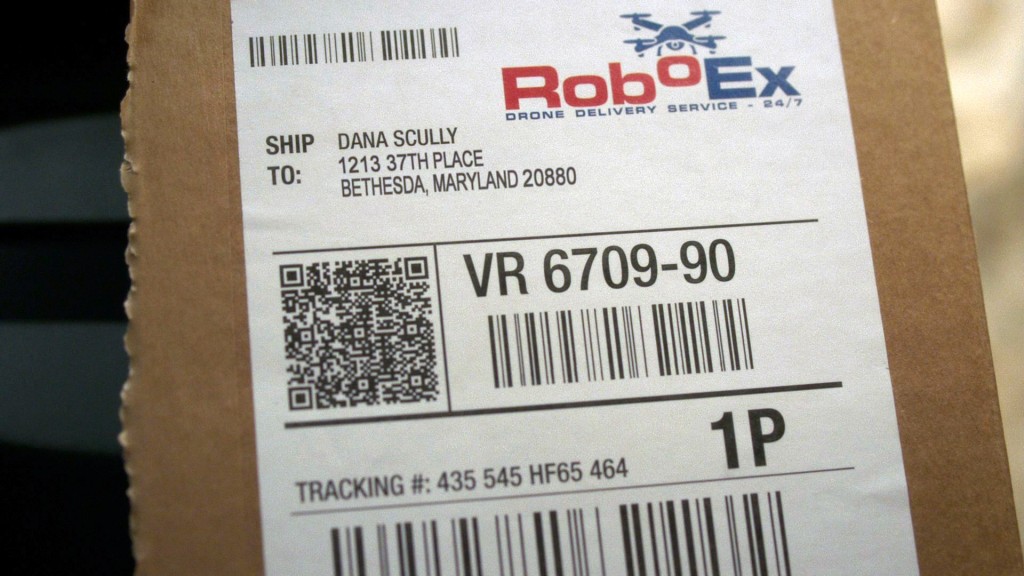 RoboEx
DRONE DELIVERY SERVICE - 24/7
SHIP TO:
DANA SCULLY
1213 37TH PLACE
BETHESDA, MARYLAND 20880
VR 6709-90
1P
TRACKING #: 435 545 HF65 464